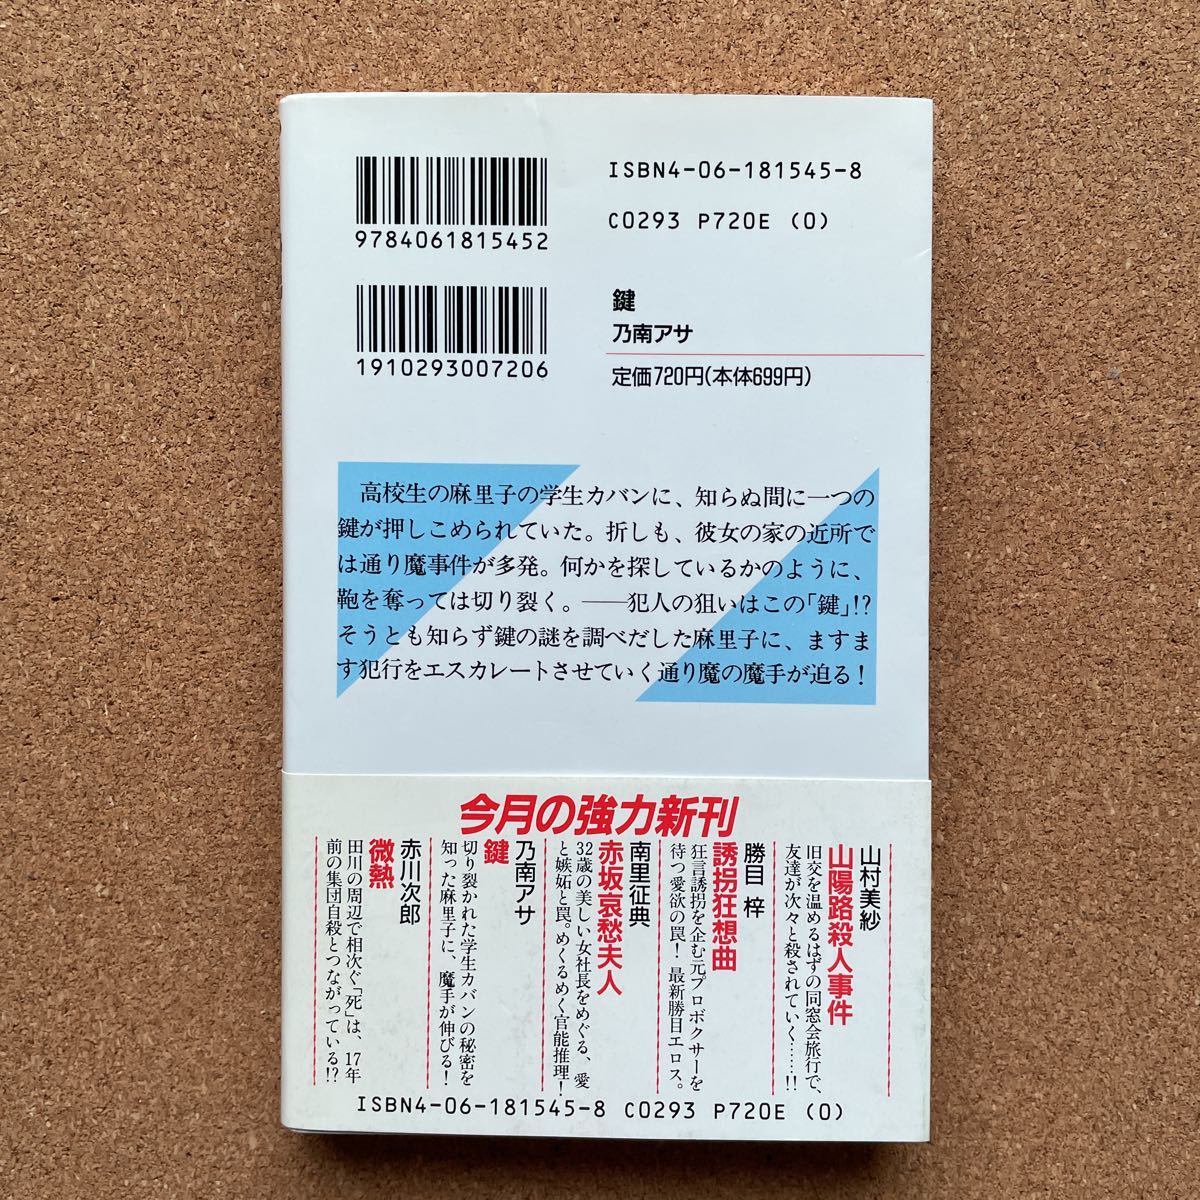 9784061815452
ISBN4-06-181545-8
C0293 P720E (0)
1910293007206
鍵
乃南アサ
定価720円(本体699円)
高校生の麻里子の学生カバンに、知らぬ間に一つの
鍵が押しこめられていた。折しも、彼女の家の近所で
は通り魔事件が多発。何かを探しているかのように、
鞄を奪っては切り裂く。――犯人の狙いはこの「鍵」!?
そうとも知らず鍵の謎を調べだした麻里子に、ますま
す犯行をエスカレートさせていく通り魔の魔手が迫る!
今月の強力新刊
山村美紗
山陽路殺人事件
旧交を温めるはずの同窓会旅行で、
友達が次々と殺されていく……!!
勝目 梓
誘拐狂想曲
狂言誘拐を企む元プロボクサーを
待つ愛欲の罠! 最新勝目エロス。
南里征典
赤坂哀愁夫人
32歳の美しい女社長をめぐる、愛
と嫉妬と罠。めくるめく官能推理!
乃南アサ
鍵
切り裂かれた学生カバンの秘密を
知った麻里子に、魔手が伸びる!
赤川次郎
微熱
田川の周辺で相次ぐ「死」は、17年
前の集団自殺とつながっている!?
ISBN4-06-181545-8 C0293 P720E (0)